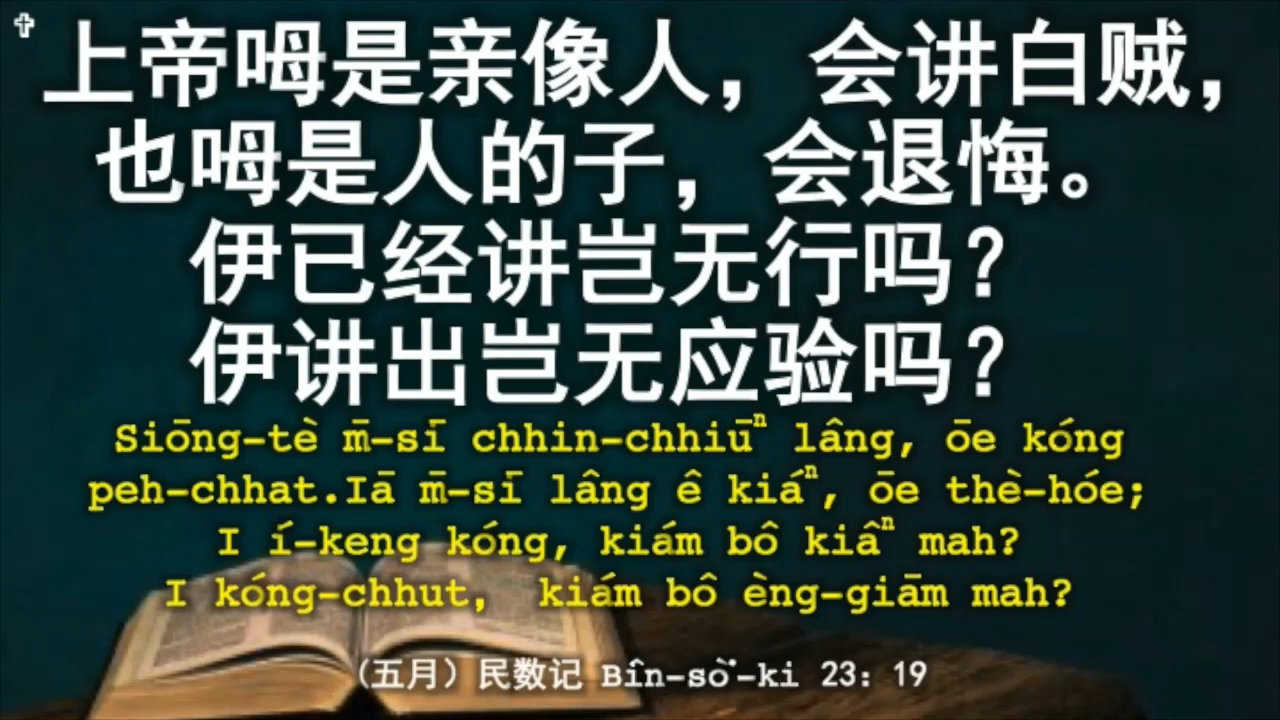 上帝呣是亲像人，会讲白贼，
也呣是人的子，会退悔。
伊已经讲岂无行吗？
伊讲出岂无应验吗？
Siōng-tè m̄-sī chhin-chhiūⁿ lâng, ōe kóng
peh-chhat.Iā m̄-sī lâng ê kiáⁿ, ōe thè-hóe;
I í-keng kóng, kiám bô kiâⁿ mah?
I kóng-chhut, kiám bô èng-giām mah?
（五月）民数记 Bîn-sò͘-ki 23：19